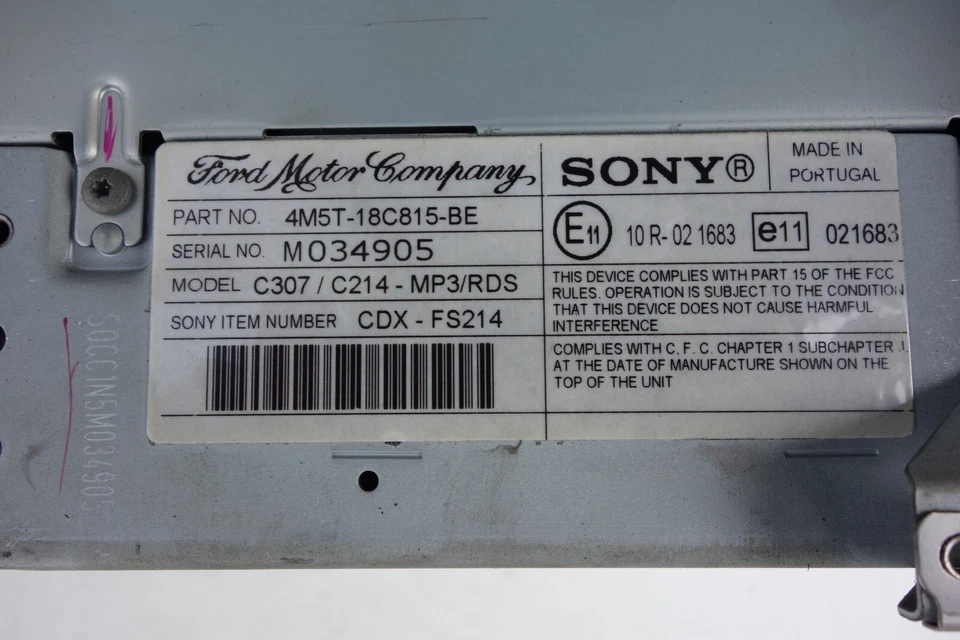 Ford Motor Company
SONY®
MADE IN
PORTUGAL
PART NO. 4M5T-18C815-BE
SERIAL NO. M034905
MODEL C307 / C214 - MP3/RDS
SONY ITEM NUMBER CDX - FS214
E11 10 R- 02 1683 e11 021683
THIS DEVICE COMPLIES WITH PART 15 OF THE FCC
RULES. OPERATION IS SUBJECT TO THE CONDITION
THAT THIS DEVICE DOES NOT CAUSE HARMFUL
INTERFERENCE
COMPLIES WITH C. F. C. CHAPTER 1 SUBCHAPTER J
AT THE DATE OF MANUFACTURE SHOWN ON THE
TOP OF THE UNIT
SOCC1N5M034905